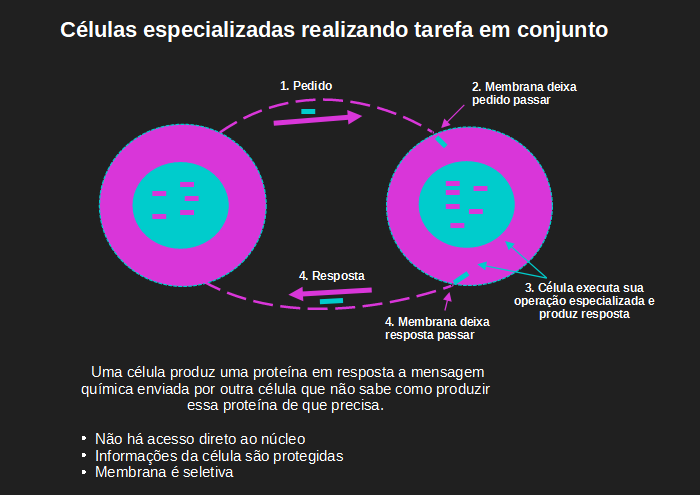 Células especializadas realizando tarefa em conjunto
1. Pedido
2. Membrana deixa
pedido passar
4. Resposta
3. Célula executa sua
operação especializada e
produz resposta
4. Membrana deixa
resposta passar
Uma célula produz uma proteína em resposta a mensagem
química enviada por outra célula que não sabe como produzir
essa proteína de que precisa.
• Não há acesso direto ao núcleo
• Informações da célula são protegidas
• Membrana é seletiva